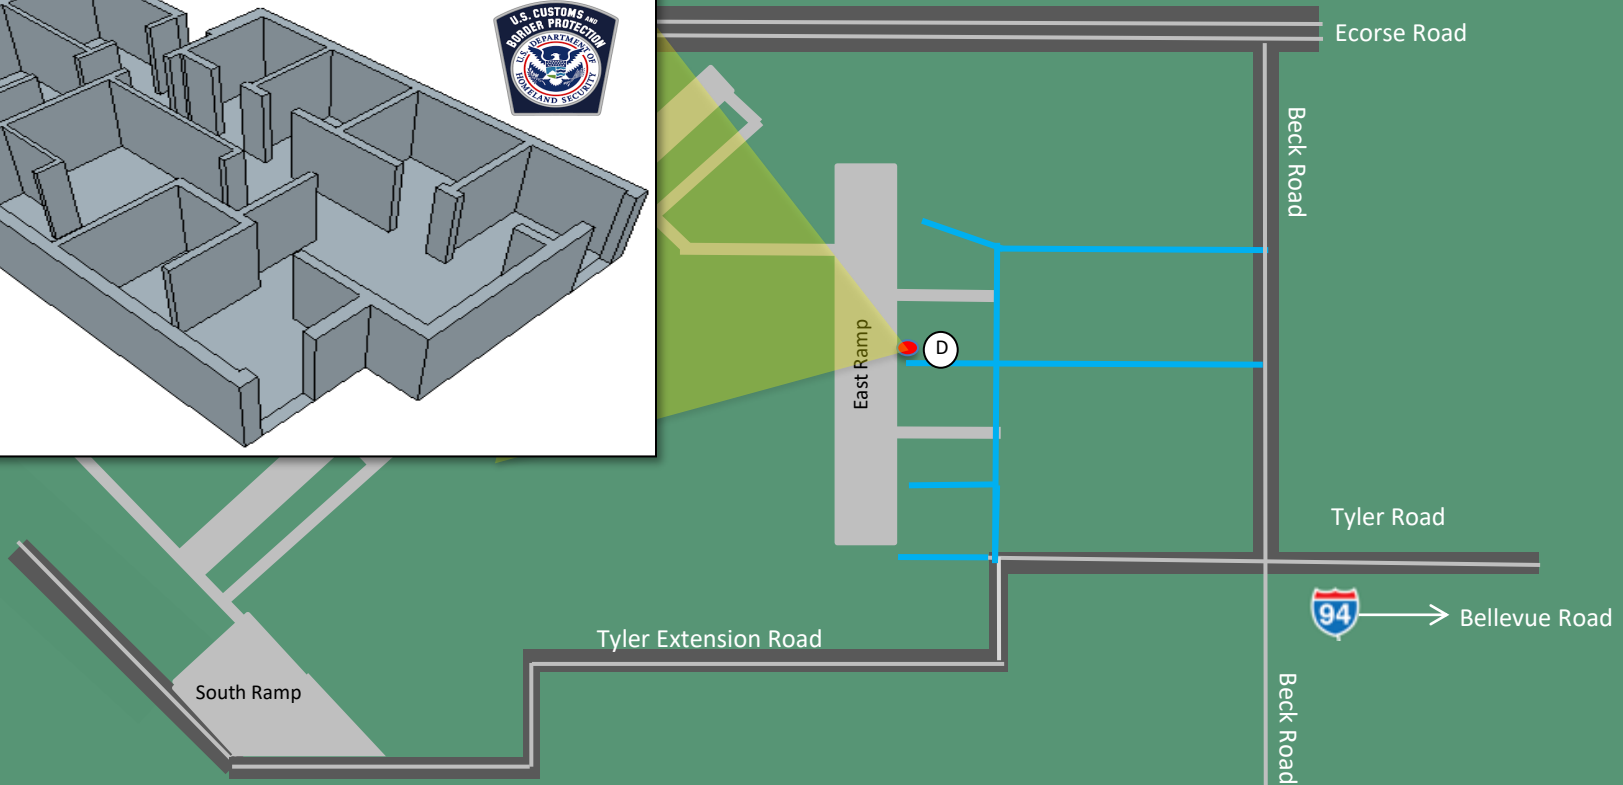 U.S. CUSTOMS AND
BORDER PROTECTION
U.S. DEPARTMENT OF
HOMELAND SECURITY
Ecorse Road
Beck Road
D
East Ramp
Tyler Road
94
Bellevue Road
Tyler Extension Road
South Ramp
Beck Road